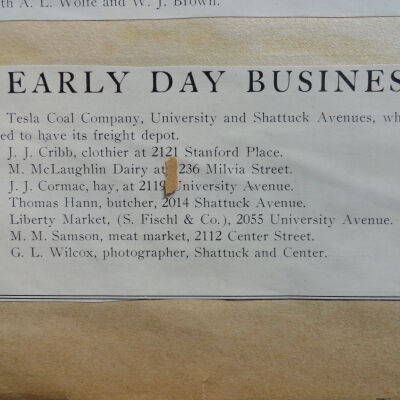 th A. L. Wolfe and W. J. Brown.
EARLY DAY BUSINES
Tesla Coal Company, University and Shattuck Avenues, wh
ed to have its freight depot.
J. J. Cribb, clothier at 2121 Stanford Place.
M. McLaughlin Dairy at 236 Milvia Street.
J. J. Cormac, hay, at 2119 University Avenue.
Thomas Hann, butcher, 2014 Shattuck Avenue.
Liberty Market, (S. Fischl & Co.), 2055 University Avenue.
M. M. Samson, meat market, 2112 Center Street.
G. L. Wilcox, photographer, Shattuck and Center.